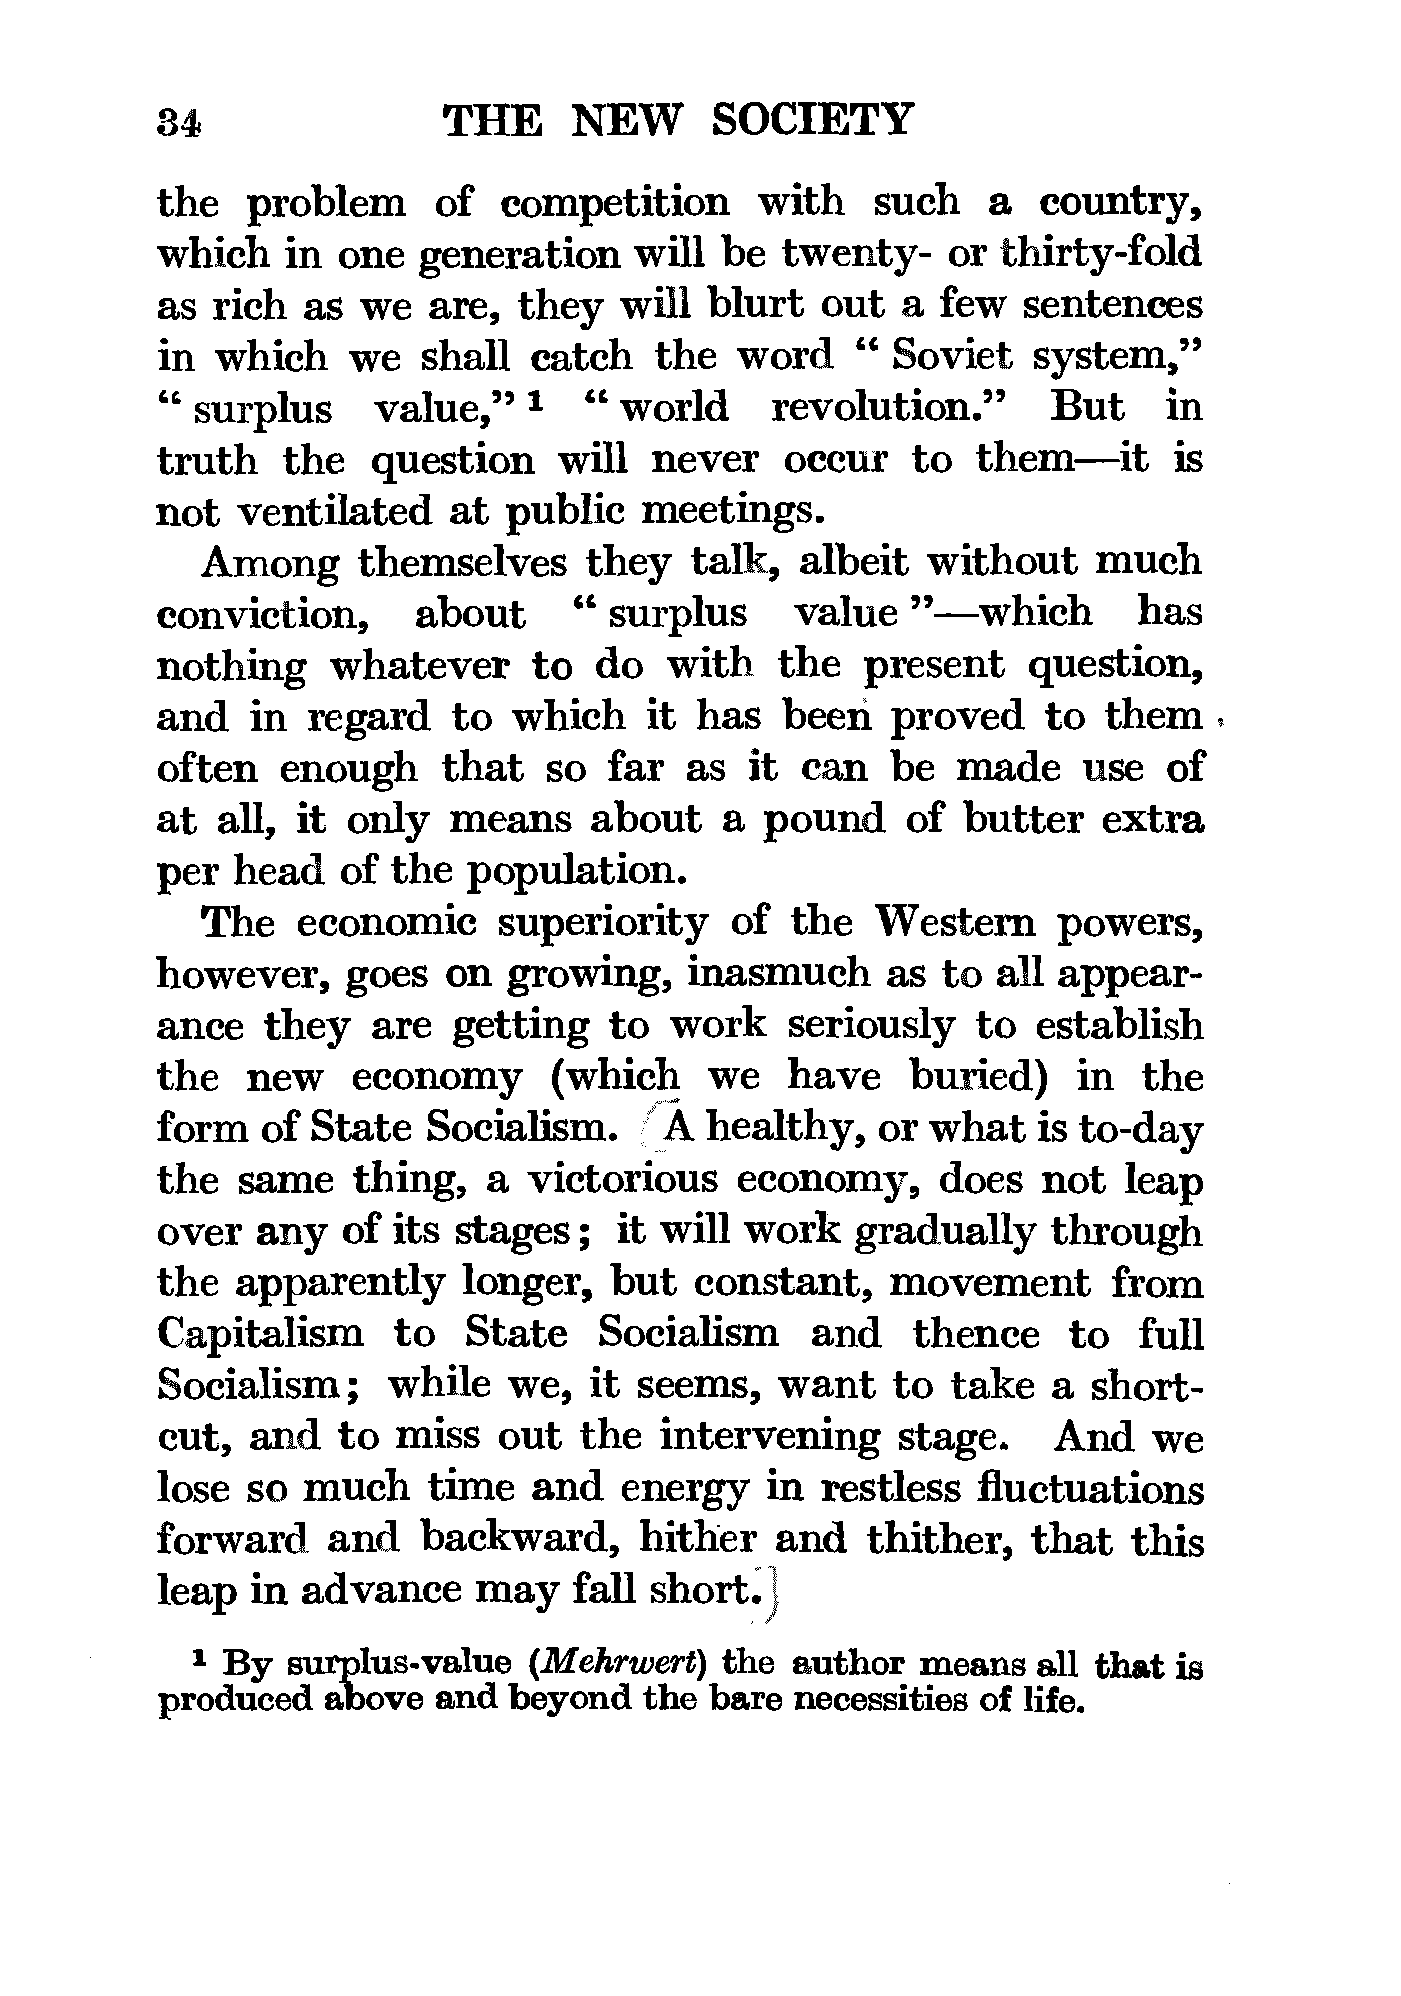 34 THE NEW SOCIETY
the problem of competition with such a country,
which in one generation will be twenty- or thirty-fold
as rich as we are, they will blurt out a few sentences
in which we shall catch the word “ Soviet system,”
“ surplus value,” ¹ “ world revolution.” But in
truth the question will never occur to them—it is
not ventilated at public meetings.
Among themselves they talk, albeit without much
conviction, about “ surplus value ”—which has
nothing whatever to do with the present question,
and in regard to which it has been proved to them
often enough that so far as it can be made use of
at all, it only means about a pound of butter extra
per head of the population.
The economic superiority of the Western powers,
however, goes on growing, inasmuch as to all appear-
ance they are getting to work seriously to establish
the new economy (which we have buried) in the
form of State Socialism. A healthy, or what is to-day
the same thing, a victorious economy, does not leap
over any of its stages ; it will work gradually through
the apparently longer, but constant, movement from
Capitalism to State Socialism and thence to full
Socialism ; while we, it seems, want to take a short-
cut, and to miss out the intervening stage. And we
lose so much time and energy in restless fluctuations
forward and backward, hither and thither, that this
leap in advance may fall short.
¹ By surplus-value (Mehrwert) the author means all that is
produced above and beyond the bare necessities of life.